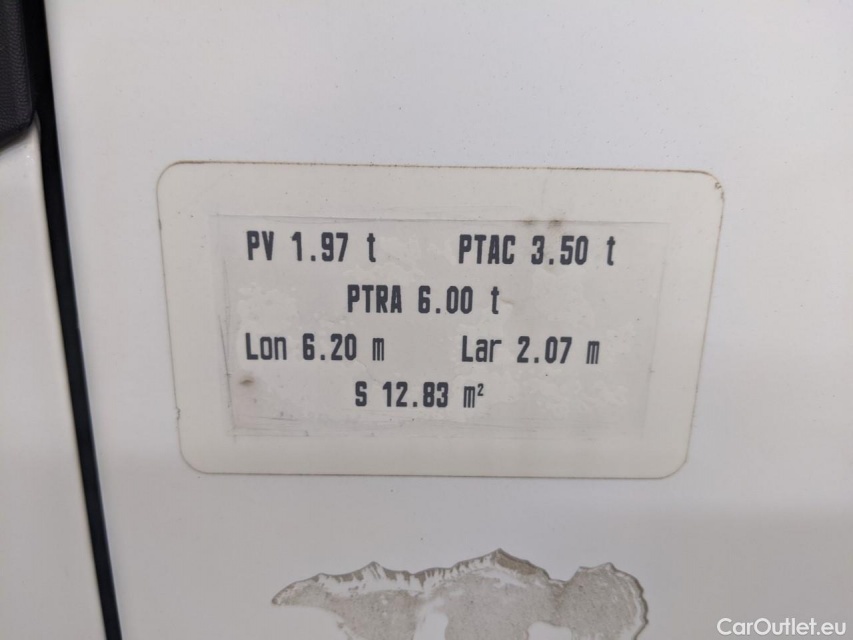 PV 1.97 t PTAC 3.50 t
PTRA 6.00 t
Lon 6.20 m Lar 2.07 m
S 12.83 m²
CarOutlet.eu